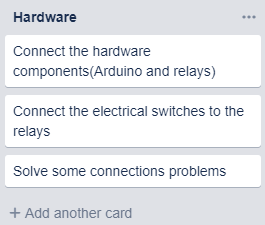 Hardware ...
Connect the hardware
components(Arduino and relays)
Connect the electrical switches to the
relays
Solve some connections problems
+ Add another card